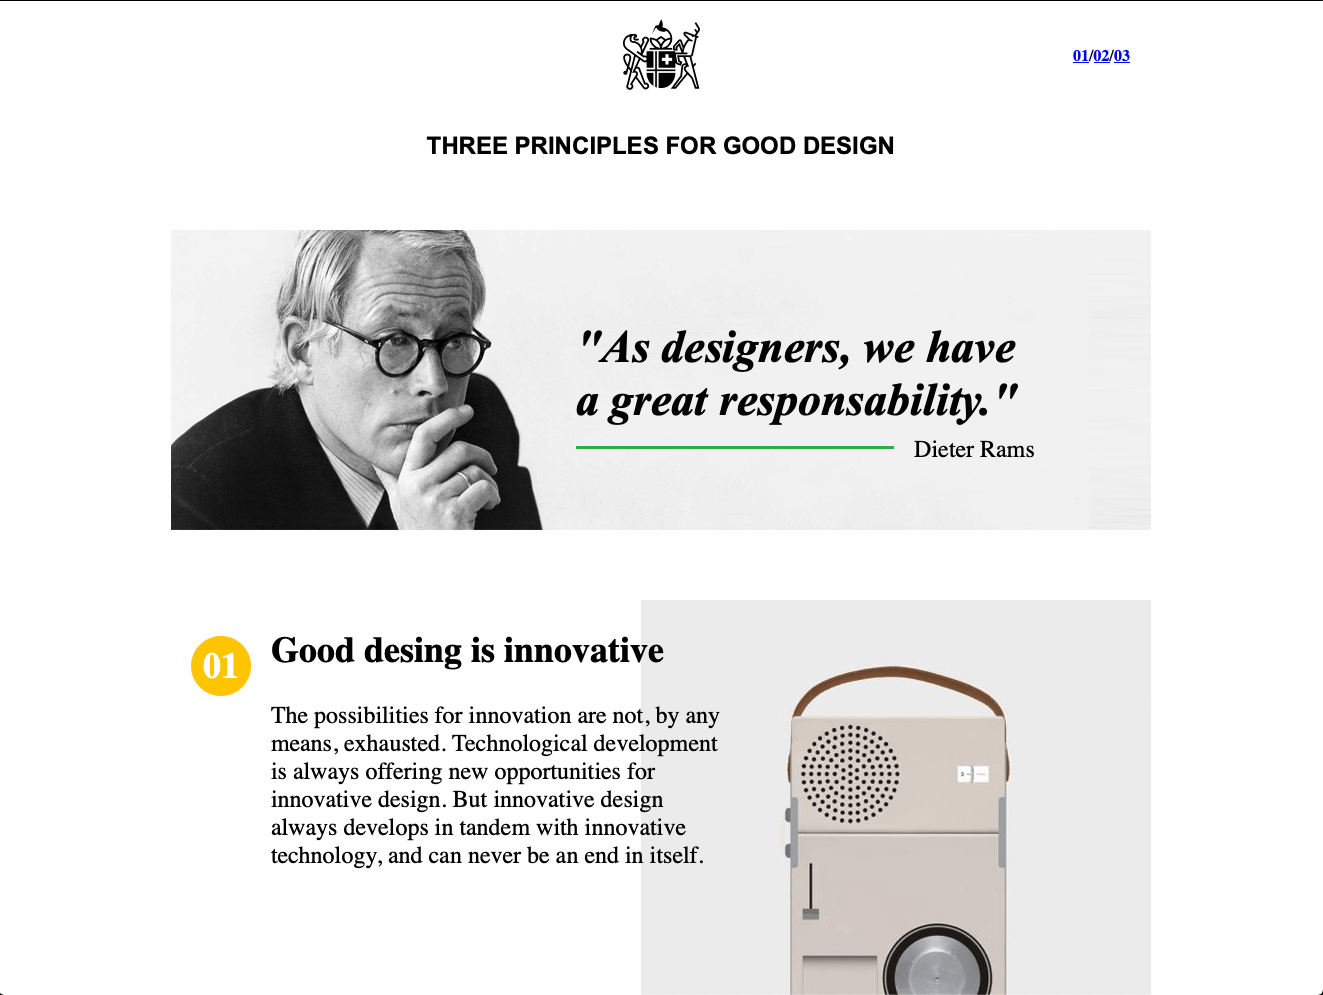 01/02/03
THREE PRINCIPLES FOR GOOD DESIGN
"As designers, we have
a great responsability."
Dieter Rams
01
Good desing is innovative
The possibilities for innovation are not, by any
means, exhausted. Technological development
is always offering new opportunities for
innovative design. But innovative design
always develops in tandem with innovative
technology, and can never be an end in itself.